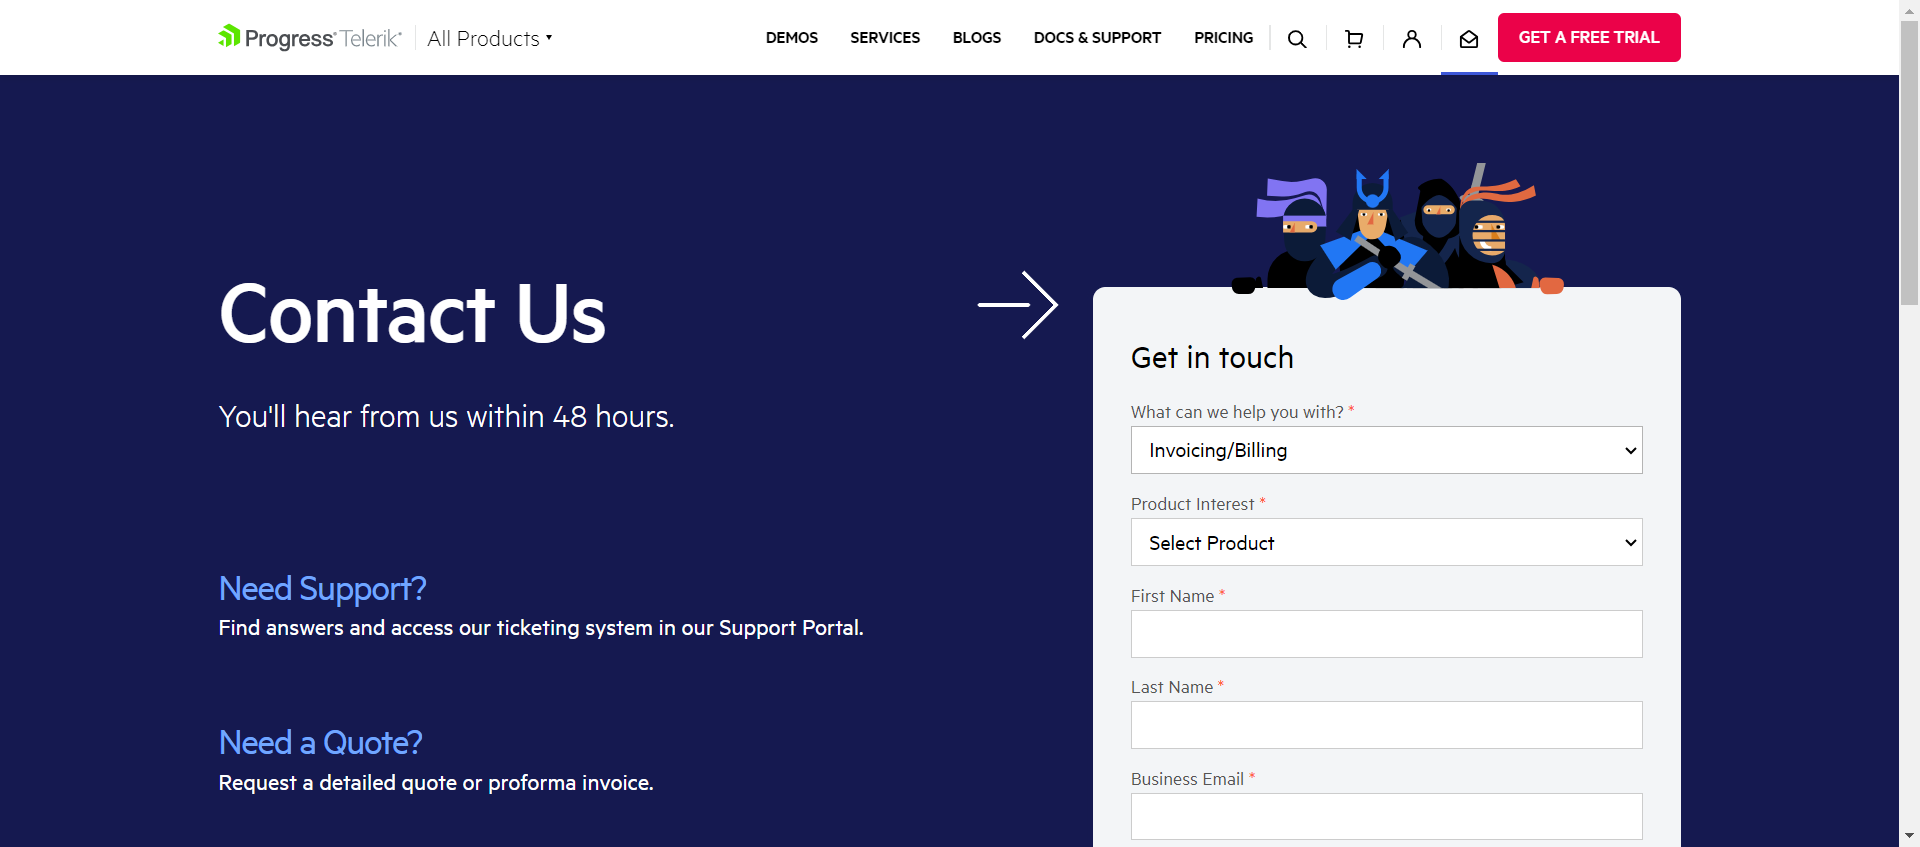 Progress Telerik
All Products
DEMOS
SERVICES
BLOGS
DOCS & SUPPORT
PRICING
GET A FREE TRIAL
Contact Us
You'll hear from us within 48 hours.
Need Support?
Find answers and access our ticketing system in our Support Portal.
Need a Quote?
Request a detailed quote or proforma invoice.
Get in touch
What can we help you with? *
Invoicing/Billing
Product Interest *
Select Product
First Name *
Last Name *
Business Email *